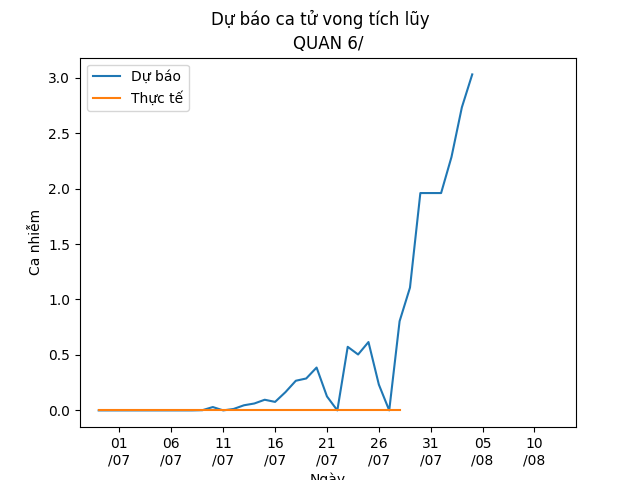 Dự báo ca tử vong tích lũy
QUAN 6/
Dự báo
Thực tế
Ca nhiễm
3.0
2.5
2.0
1.5
1.0
0.5
0.0
01 06 11 16 21 26 31 05 10
/07 /07 /07 /07 /07 /07 /07 /08 /08
Ngày